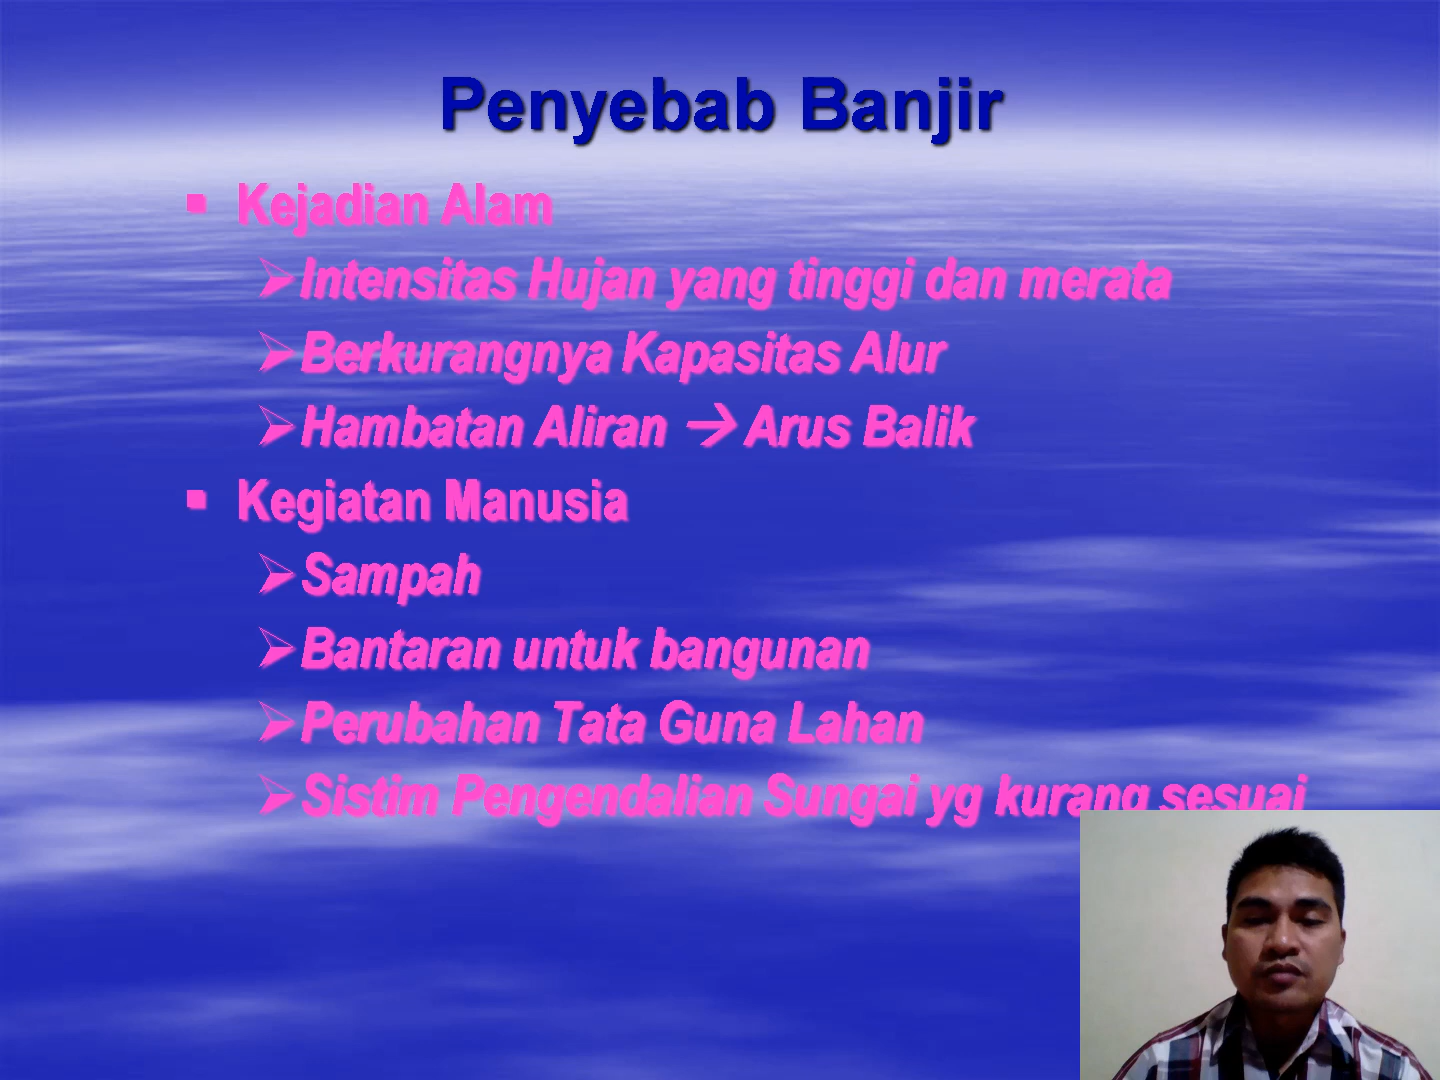 Penyebab Banjir
▪ Kejadian Alam
➢ Intensitas Hujan yang tinggi dan merata
➢ Berkurangnya Kapasitas Alur
➢ Hambatan Aliran → Arus Balik
▪ Kegiatan Manusia
➢ Sampah
➢ Bantaran untuk bangunan
➢ Perubahan Tata Guna Lahan
➢ Sistim Pengendalian Sungai yg kurang sesuai